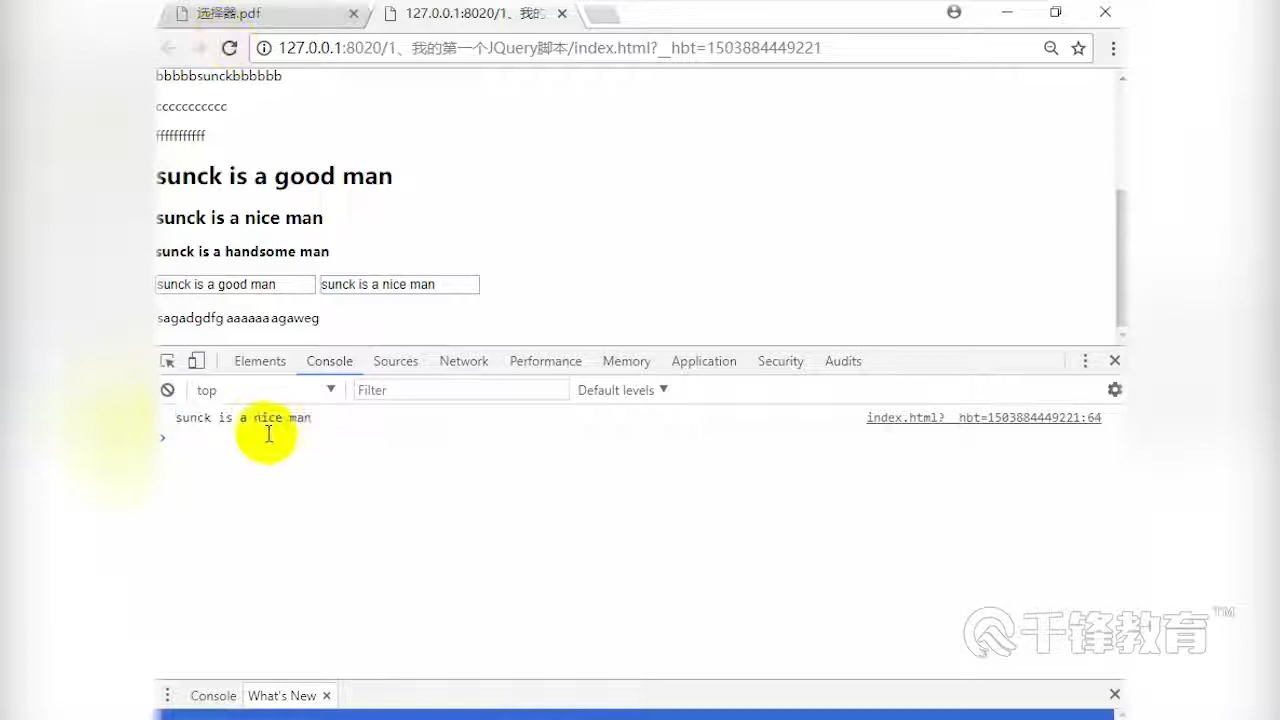 选择器.pdf
127.0.0.1:8020/1、我的
127.0.0.1:8020/1、我的第一个JQuery脚本/index.html?__hbt=1503884449221
bbbbbsunckbbbbbb
ccccccccccc
fffffffffff
sunck is a good man
sunck is a nice man
sunck is a handsome man
sunck is a good man sunck is a nice man
sagadgdfg aaaaaa agaweg
Elements Console Sources Network Performance Memory Application Security Audits
top Filter Default levels
sunck is a nice man index.html?__hbt=1503884449221:64
千锋教育™
Console What's New